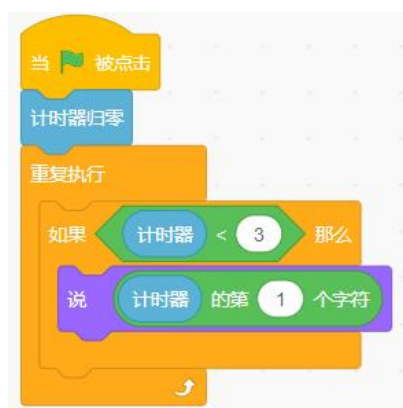 当 被点击
计时器归零
重复执行
如果 计时器 < 3 那么
说 计时器 的第 1 个字符